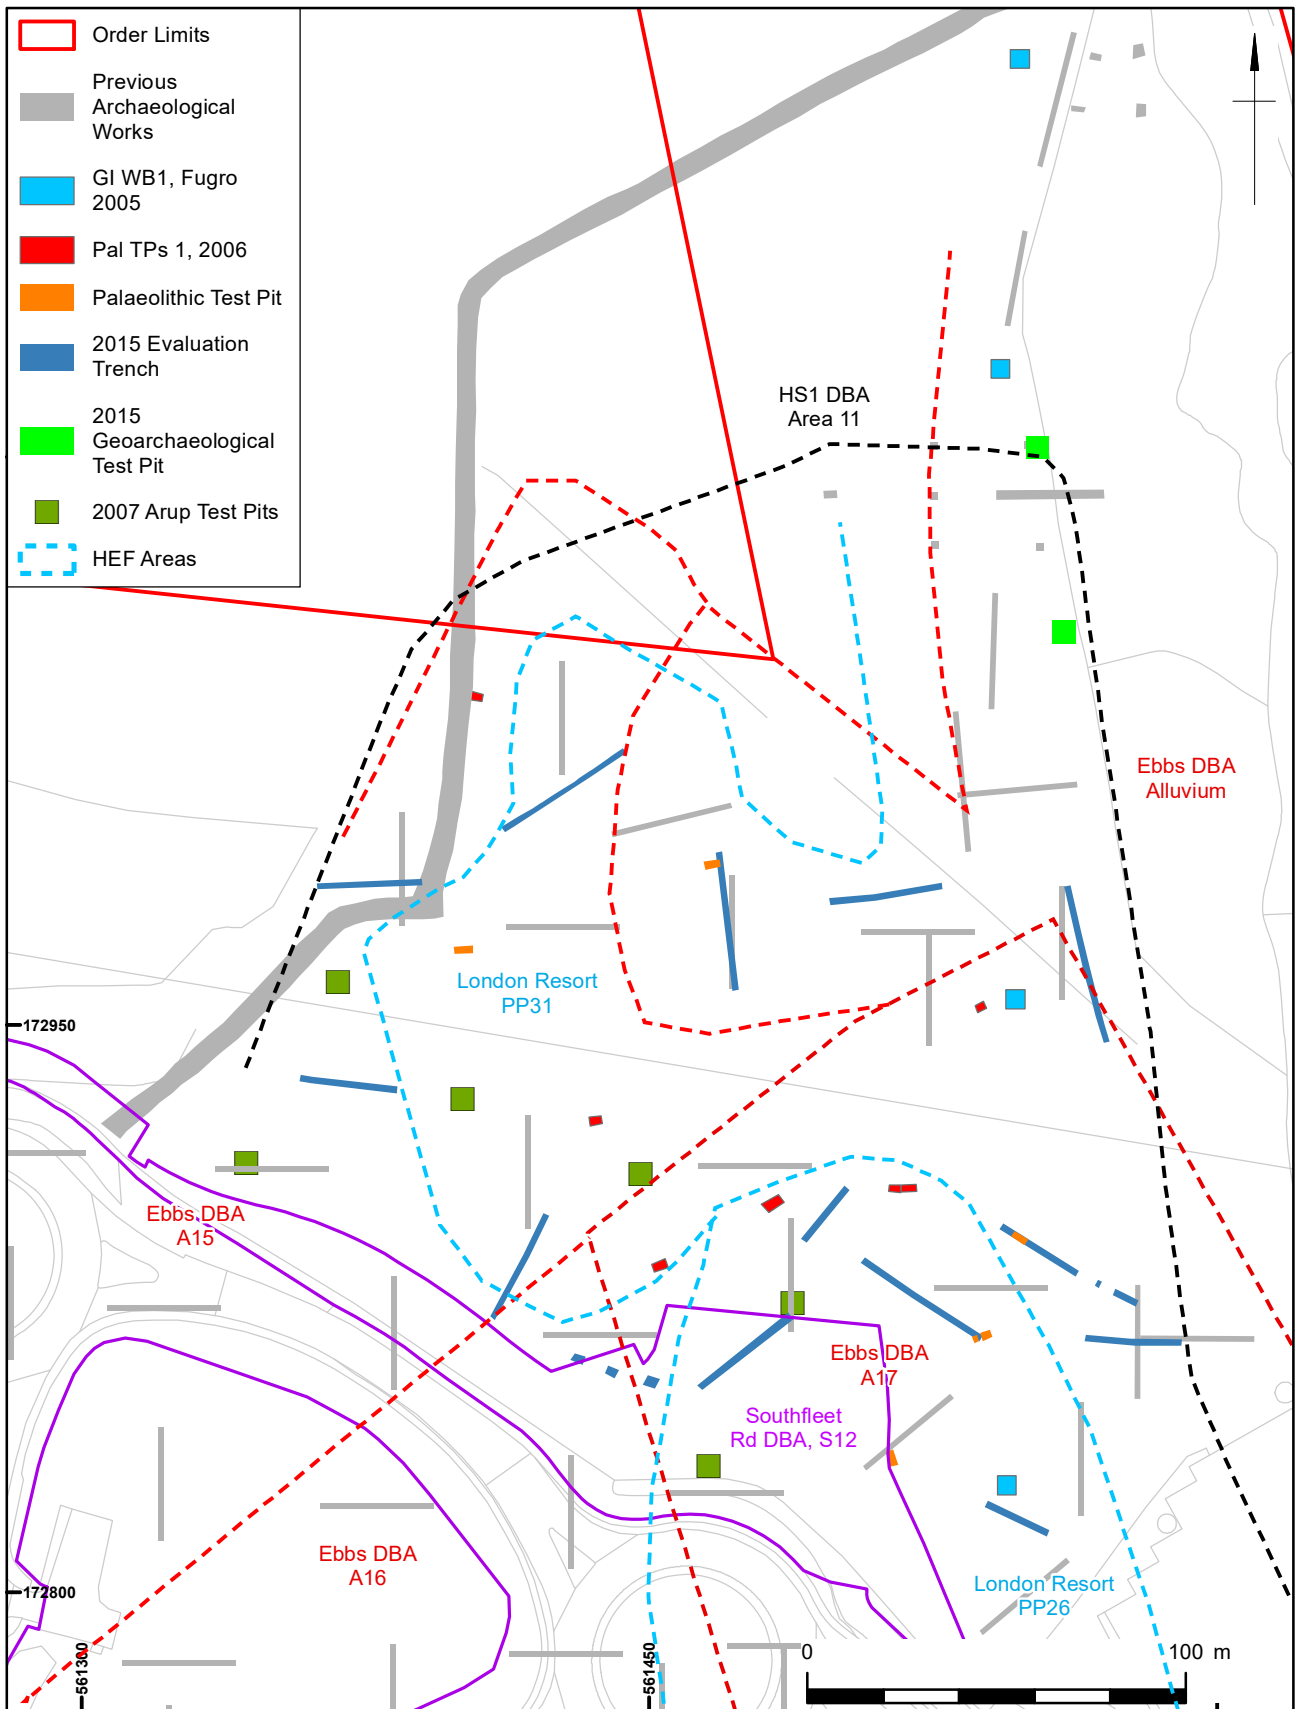 Order Limits
Previous
Archaeological
Works
GI WB1, Fugro
2005
Pal TPs 1, 2006
Palaeolithic Test Pit
2015 Evaluation
Trench
2015
Geoarchaeological
Test Pit
2007 Arup Test Pits
HEF Areas
HS1 DBA
Area 11
Ebbs DBA
Alluvium
London Resort
PP31
172950
Ebbs DBA
A15
Ebbs DBA
A17
Southfleet
Rd DBA, S12
Ebbs DBA
A16
London Resort
PP26
172800
561300
561450
0 100 m